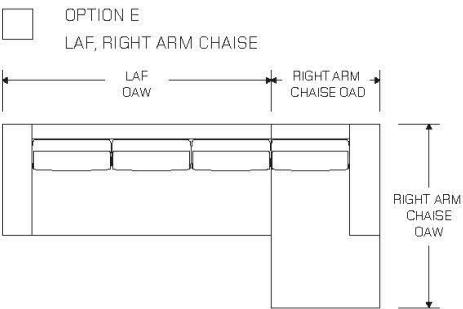 OPTION E
LAF, RIGHT ARM CHAISE
LAF
OAW
RIGHT ARM
CHAISE OAD
RIGHT ARM
CHAISE
OAW